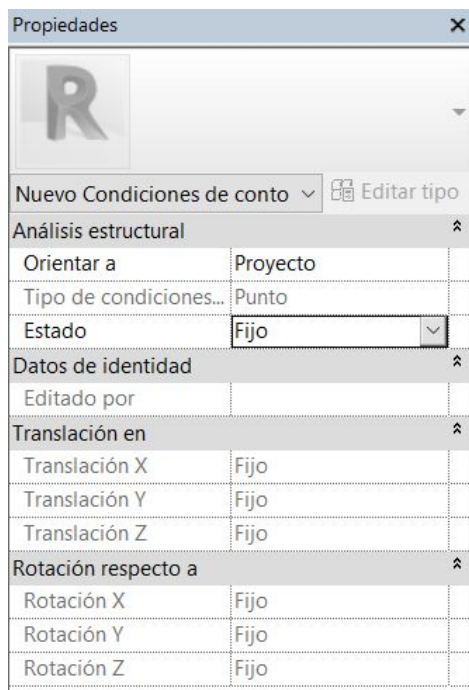 Propiedades
R
Nuevo Condiciones de conto Editar tipo
Análisis estructural
Orientar a Proyecto
Tipo de condiciones... Punto
Estado Fijo
Datos de identidad
Editado por
Translación en
Translación X Fijo
Translación Y Fijo
Translación Z Fijo
Rotación respecto a
Rotación X Fijo
Rotación Y Fijo
Rotación Z Fijo